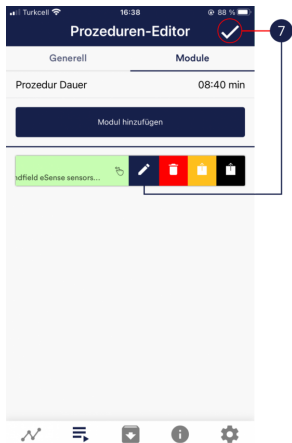 Turkcell 16:38 88 %
Prozeduren-Editor
7
Generell Module
Prozedur Dauer 08:40 min
Modul hinzufügen
ndfield eSense sensors...